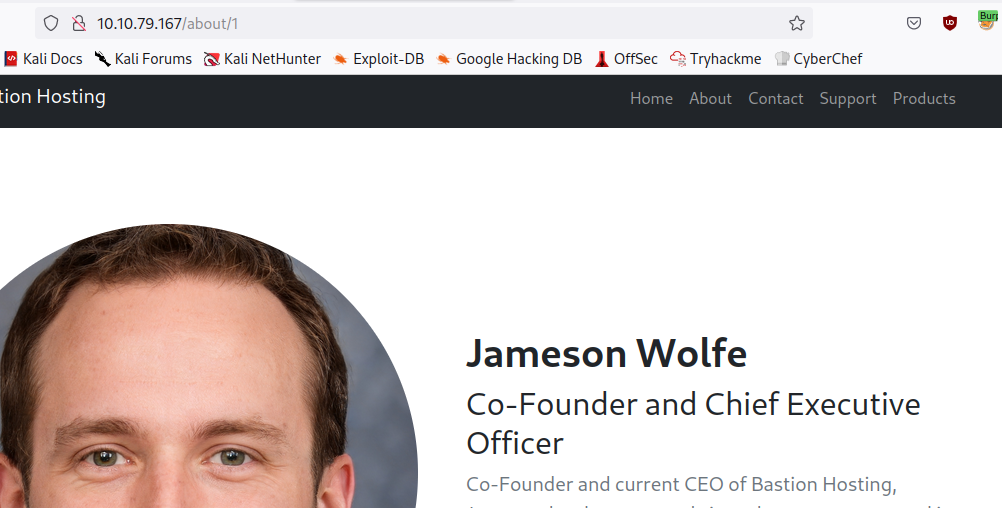 10.10.79.167/about/1
Burp
Kali Docs Kali Forums Kali NetHunter Exploit-DB Google Hacking DB OffSec Tryhackme CyberChef
tion Hosting Home About Contact Support Products
Jameson Wolfe
Co-Founder and Chief Executive
Officer
Co-Founder and current CEO of Bastion Hosting,